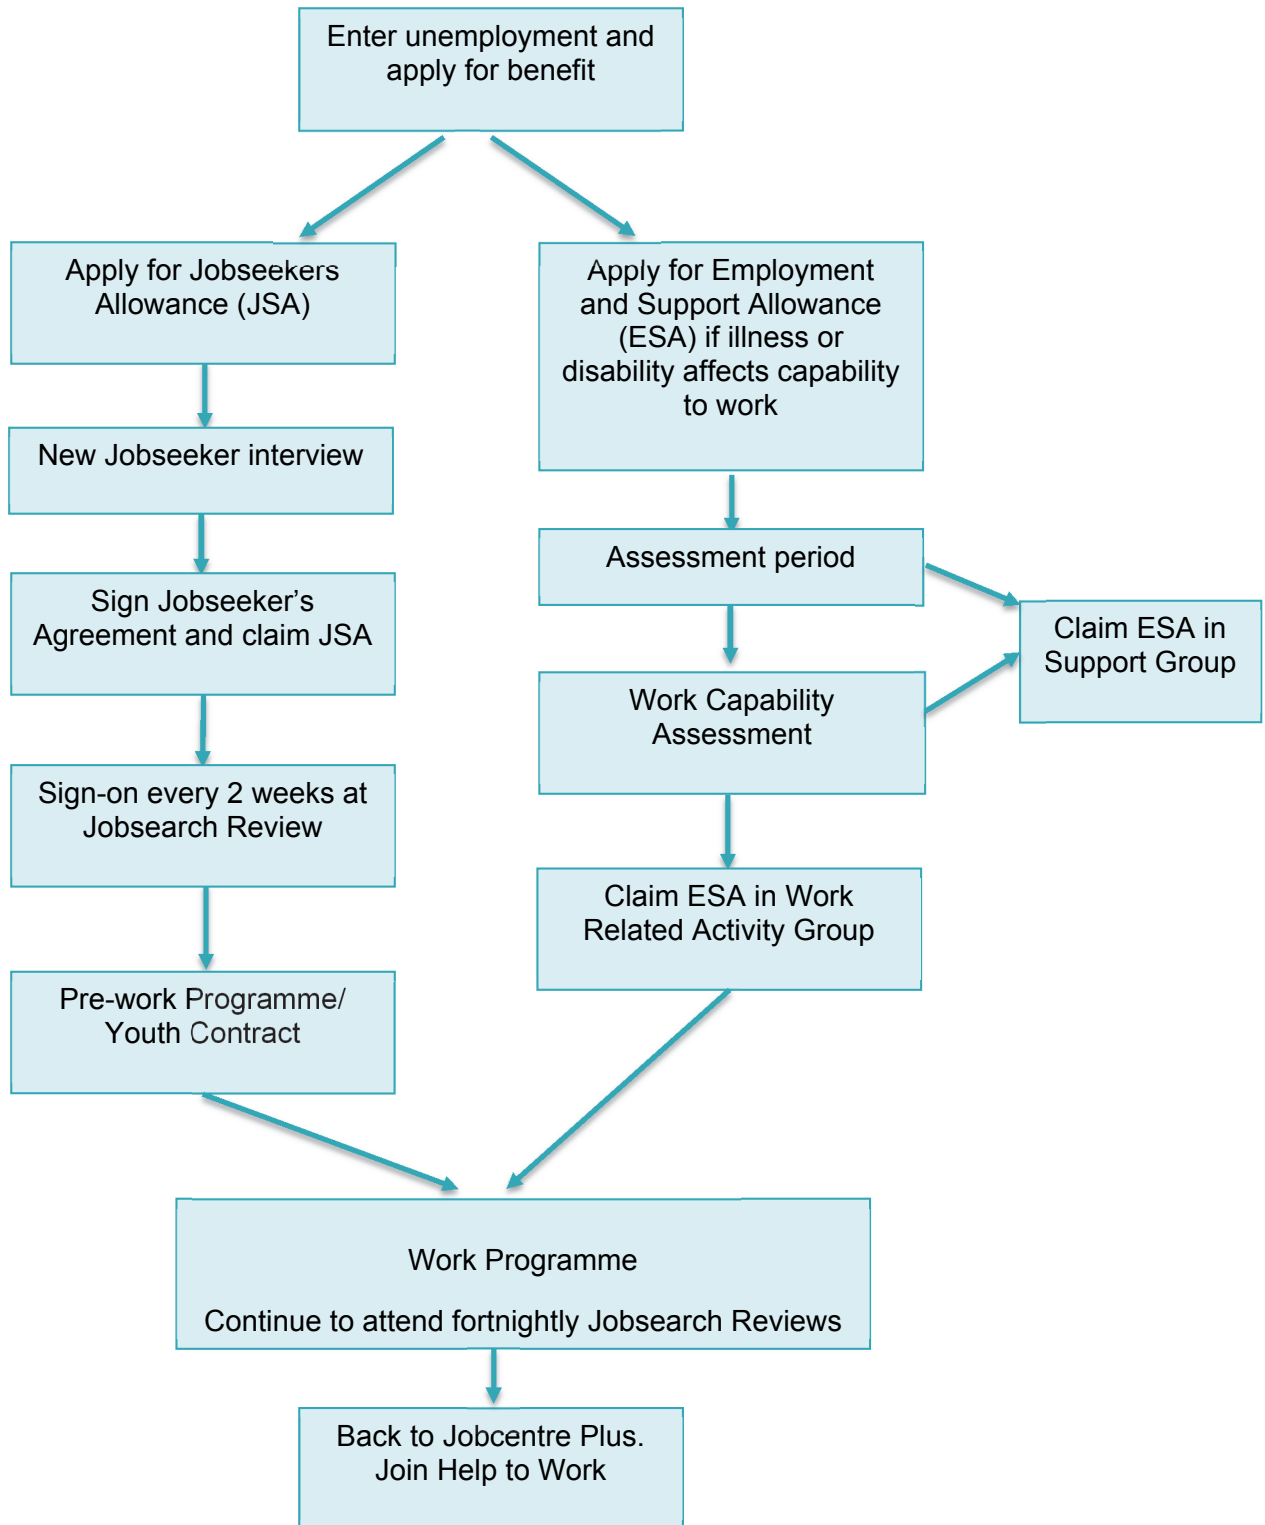 Enter unemployment and
apply for benefit
Apply for Jobseekers
Allowance (JSA)
Apply for Employment
and Support Allowance
(ESA) if illness or
disability affects capability
to work
New Jobseeker interview
Assessment period
Sign Jobseeker’s
Agreement and claim JSA
Claim ESA in
Support Group
Work Capability
Assessment
Sign-on every 2 weeks at
Jobsearch Review
Claim ESA in Work
Related Activity Group
Pre-work Programme/
Youth Contract
Work Programme
Continue to attend fortnightly Jobsearch Reviews
Back to Jobcentre Plus.
Join Help to Work